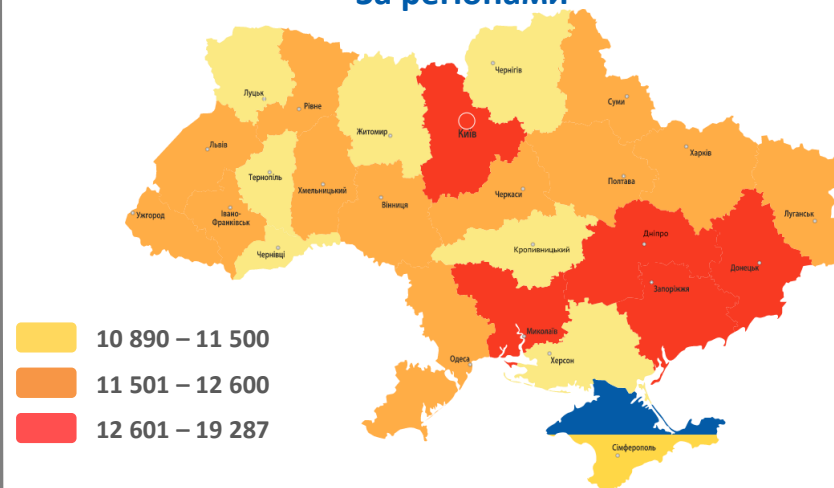 За регіонами
Чернігів
Луцьк
Рівне
Суми
Житомир
Київ
Львів
Харків
Тернопіль
Хмельницький
Полтава
Черкаси
Вінниця
Ужгород
Івано-
Франківськ
Луганськ
Чернівці
Кропивницький
Дніпро
Донецьк
Запоріжжя
Миколаїв
Одеса
Херсон
Сімферополь
10 890 – 11 500
11 501 – 12 600
12 601 – 19 287